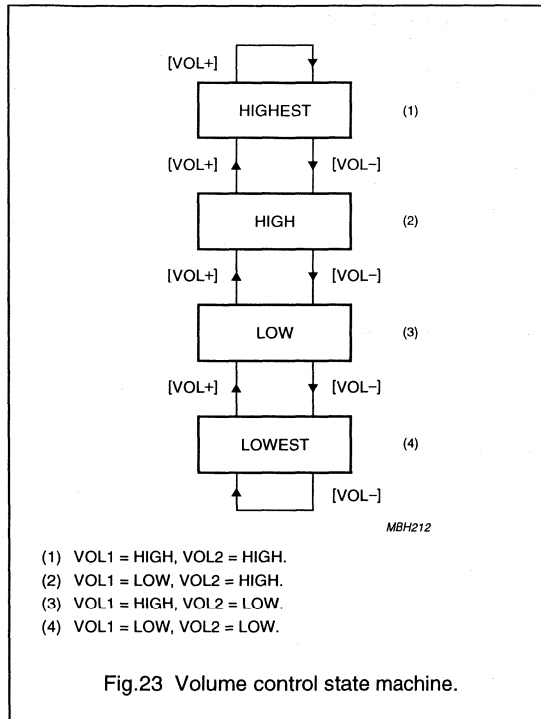 [VOL+]
HIGHEST (1)
[VOL+] [VOL−]
HIGH (2)
[VOL+] [VOL−]
LOW (3)
[VOL+] [VOL−]
LOWEST (4)
[VOL−]
MBH212
(1) VOL1 = HIGH, VOL2 = HIGH.
(2) VOL1 = LOW, VOL2 = HIGH.
(3) VOL1 = HIGH, VOL2 = LOW.
(4) VOL1 = LOW, VOL2 = LOW.
Fig.23 Volume control state machine.